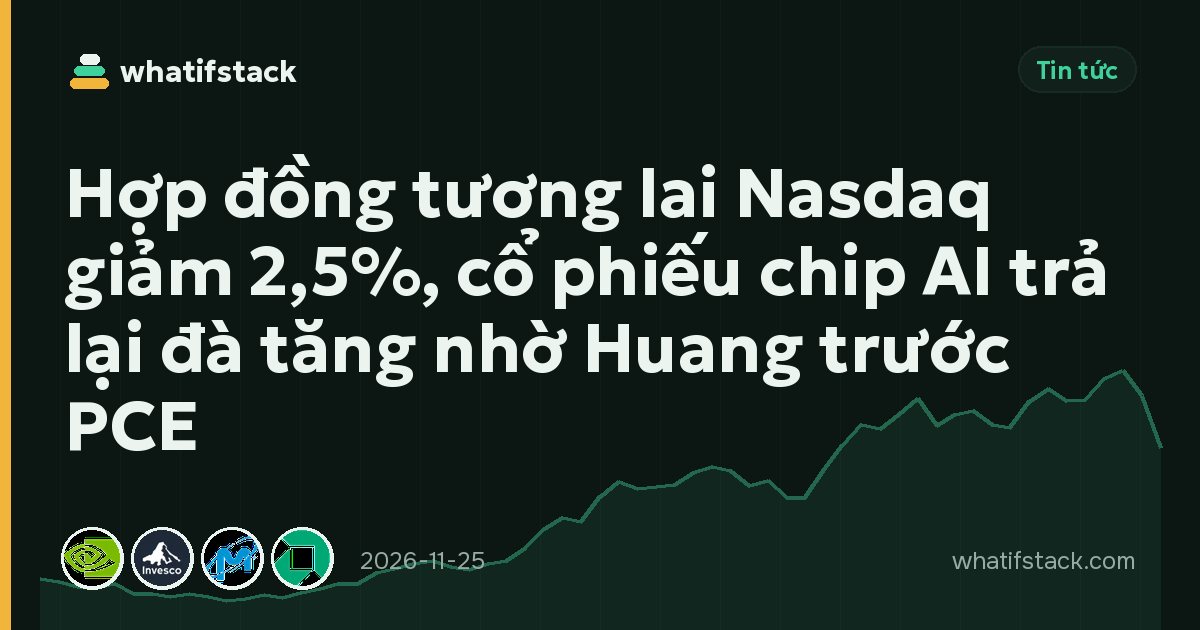 whatifstack
Tin tức
Hợp đồng tương lai Nasdaq
giảm 2,5%, cổ phiếu chip AI trả
lại đà tăng nhờ Huang trước
PCE
Invesco
2026-11-25
whatifstack.com